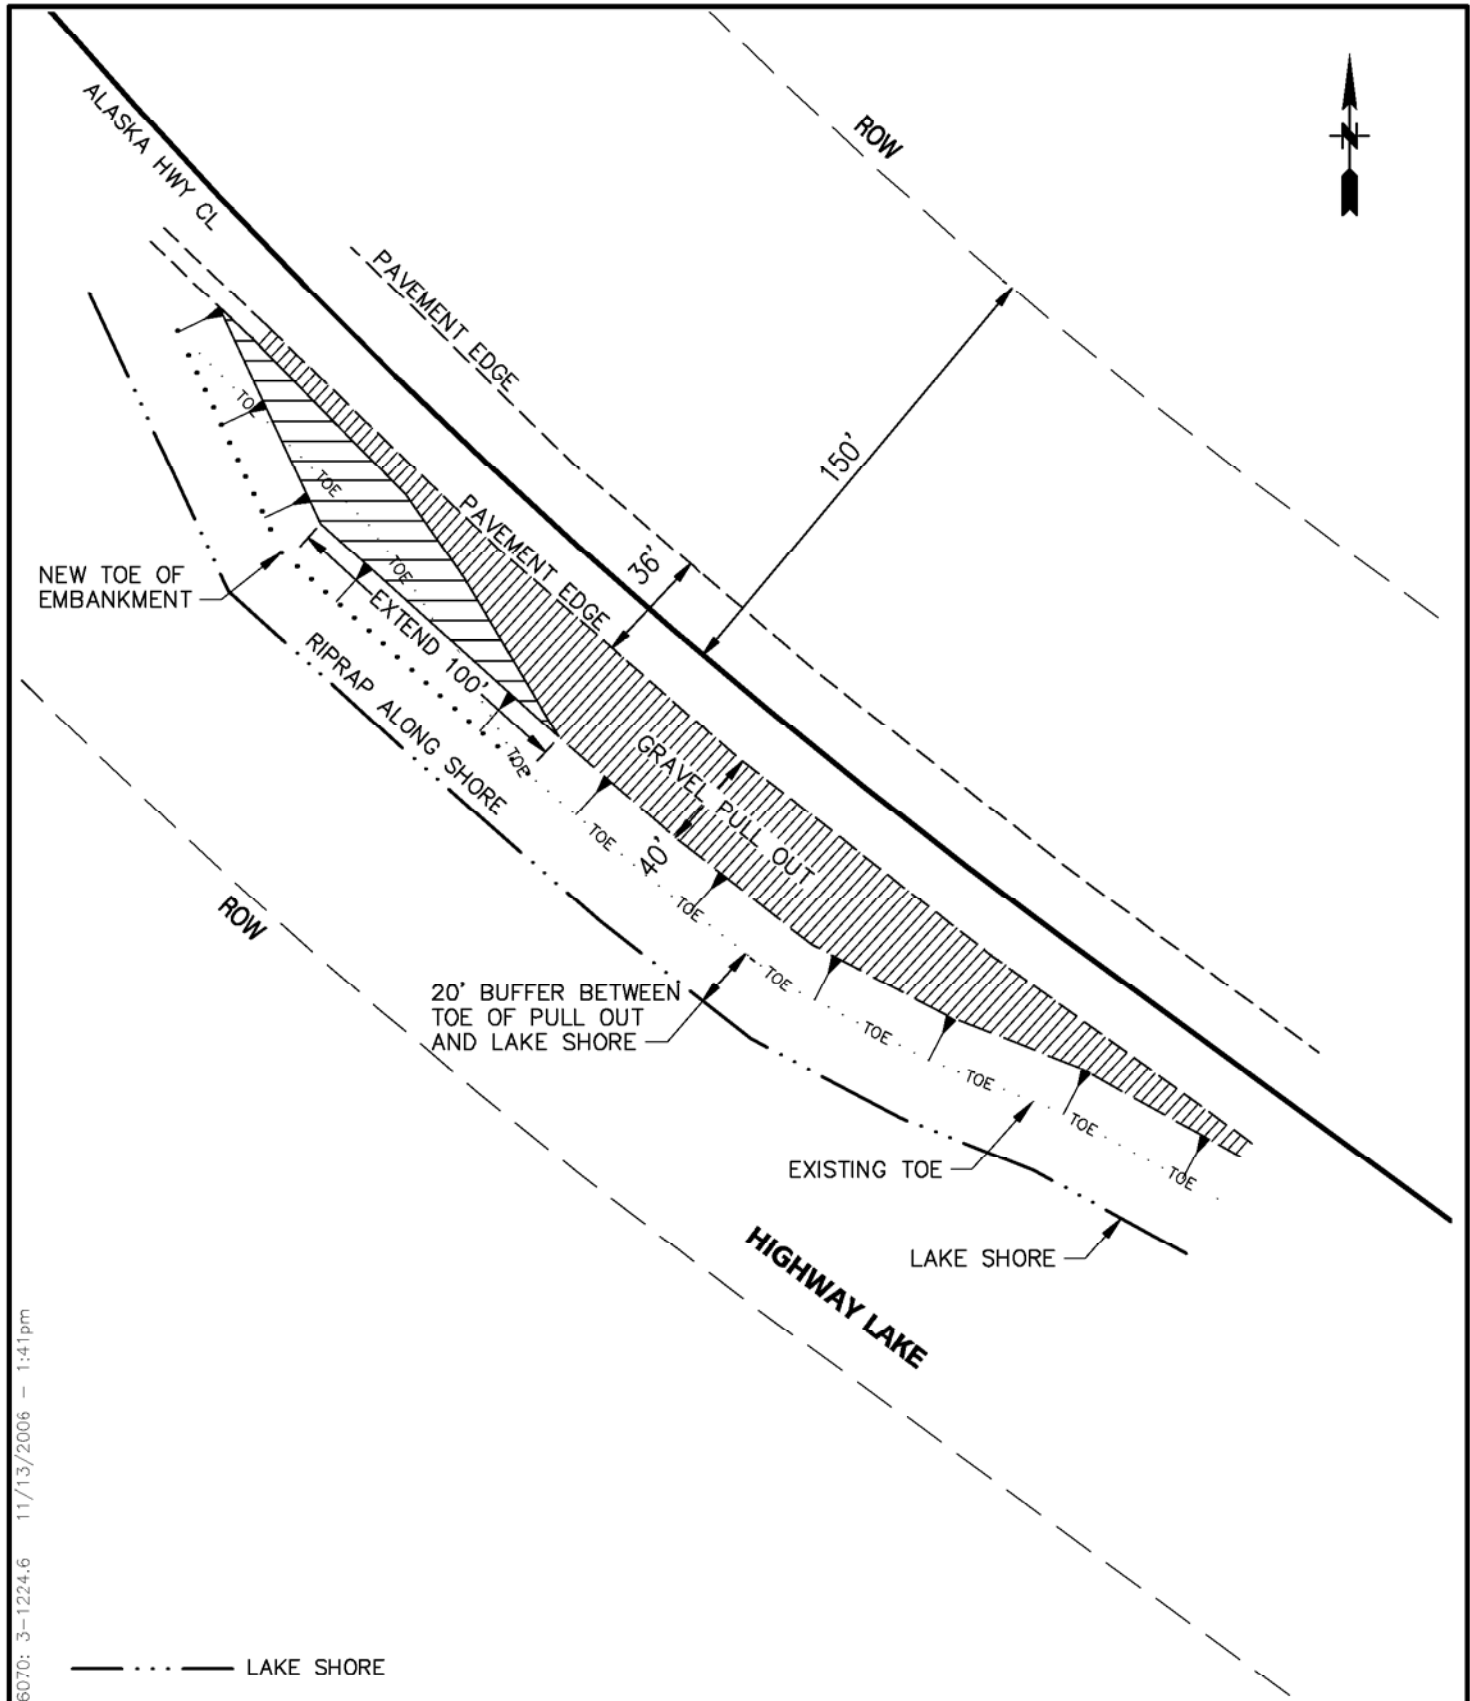 ROW
N
ALASKA HWY CL
PAVEMENT EDGE
150'
TOE
TOE
PAVEMENT EDGE
36'
TOE
NEW TOE OF
EMBANKMENT
EXTEND 100'
RIPRAP ALONG SHORE
TOE
GRAVEL PULL OUT
TOE
40'
TOE
ROW
20' BUFFER BETWEEN
TOE OF PULL OUT
AND LAKE SHORE
TOE
TOE
TOE
TOE
TOE
EXISTING TOE
LAKE SHORE
HIGHWAY LAKE
6070: 3-1224.6 11/13/2006 - 1:41pm
LAKE SHORE